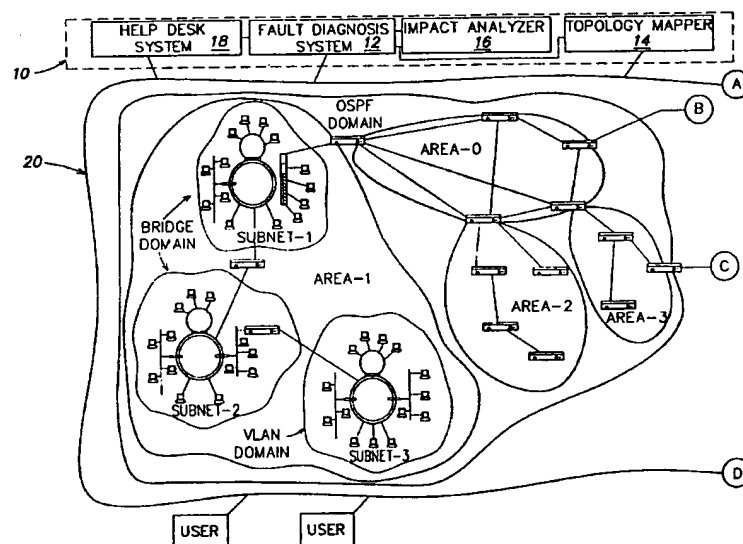 HELP DESK
SYSTEM 18
FAULT DIAGNOSIS
SYSTEM 12
IMPACT ANALYZER
16
TOPOLOGY MAPPER
14
10
A
OSPF
DOMAIN
B
20
AREA-0
SUBNET-1
BRIDGE
DOMAIN
AREA-1
C
AREA-2
AREA-3
SUBNET-2
VLAN
DOMAIN
SUBNET-3
D
USER
USER